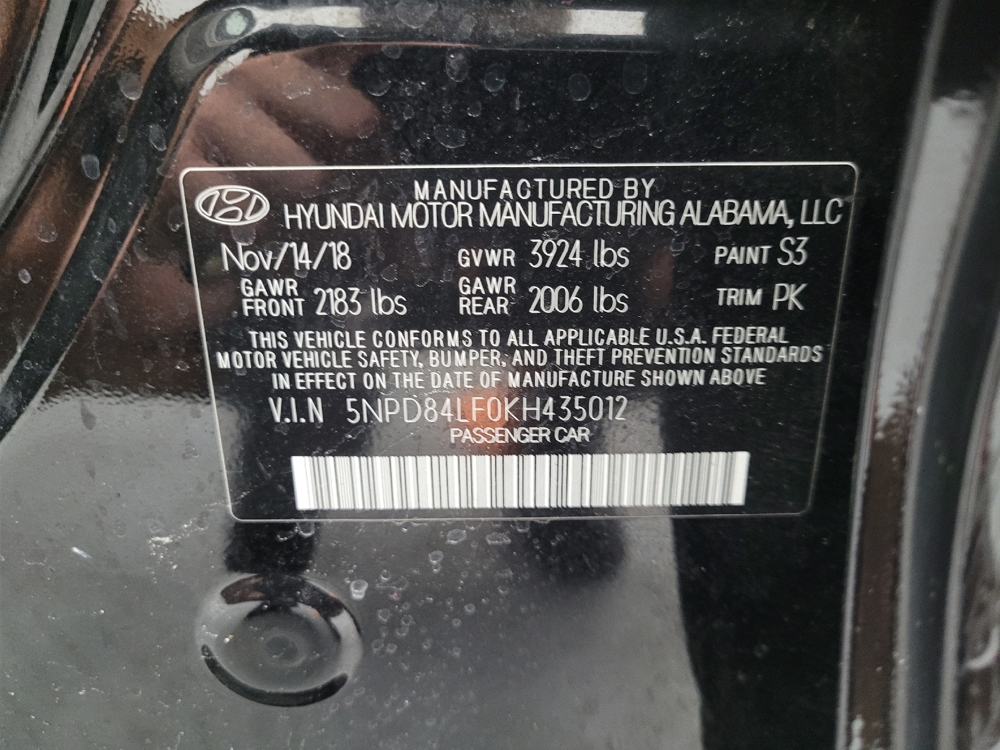 MANUFACTURED BY
HYUNDAI MOTOR MANUFACTURING ALABAMA, LLC
Nov/14/18 GVWR 3924 lbs PAINT S3
GAWR FRONT 2183 lbs GAWR REAR 2006 lbs TRIM PK
THIS VEHICLE CONFORMS TO ALL APPLICABLE U.S.A. FEDERAL
MOTOR VEHICLE SAFETY, BUMPER, AND THEFT PREVENTION STANDARDS
IN EFFECT ON THE DATE OF MANUFACTURE SHOWN ABOVE
V.I.N 5NPD84LF0KH435012
PASSENGER CAR